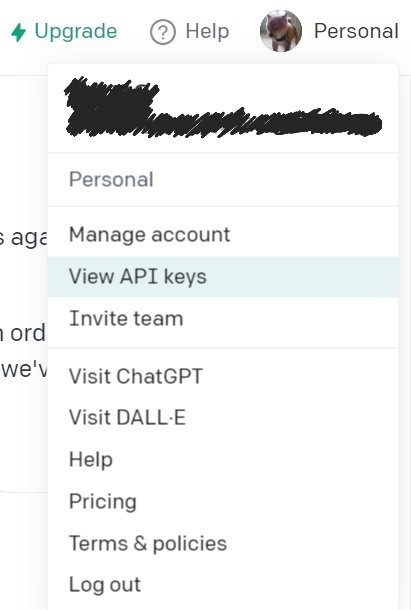 Upgrade Help Personal
Personal
Manage account
s aga
View API keys
Invite team
n ord
we'v
Visit ChatGPT
Visit DALL·E
Help
Pricing
Terms & policies
Log out